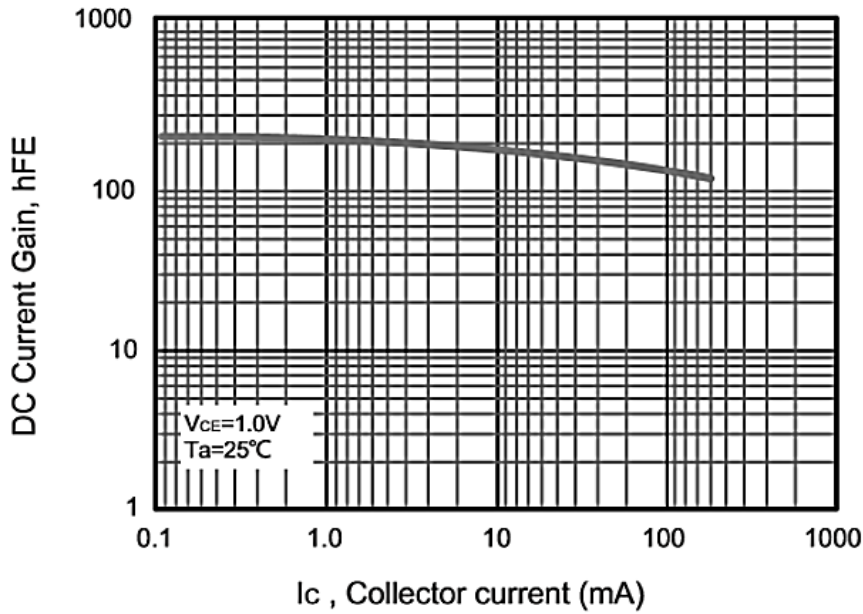 1000
100
10
1
DC Current Gain, hFE
VCE=1.0V
Ta=25℃
0.1 1.0 10 100 1000
IC , Collector current (mA)